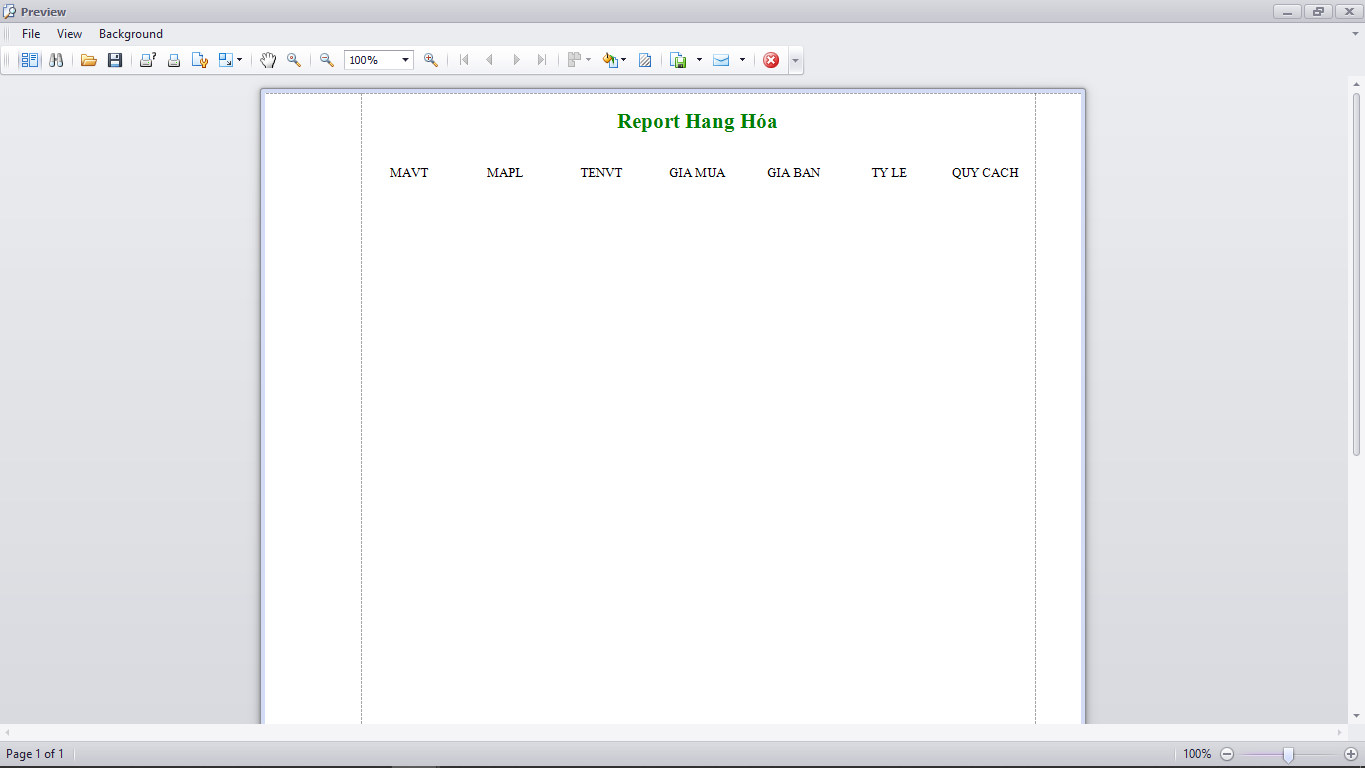 Preview
File View Background
100%
Report Hang Hóa
MAVT MAPL TENVT GIA MUA GIA BAN TY LE QUY CACH
Page 1 of 1 100%